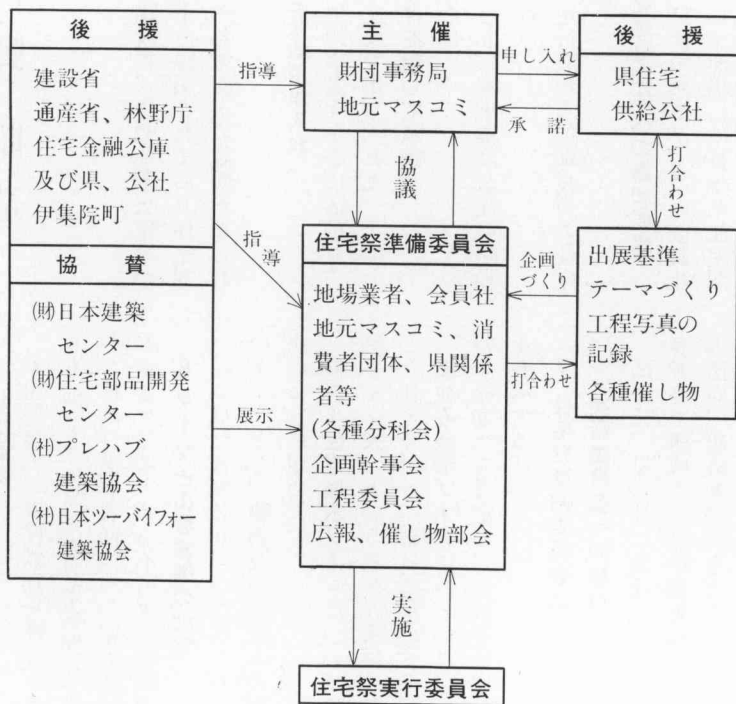 後援
建設省
通産省、林野庁
住宅金融公庫
及び県、公社
伊集院町
協賛
㈶日本建築
センター
㈶住宅部品開発
センター
㈳プレハブ
建築協会
㈳日本ツーバイフォー
建築協会
指導
指導
展示
主催
財団事務局
地元マスコミ
協議
住宅祭準備委員会
地場業者、会員社
地元マスコミ、消
費者団体、県関係
者等
(各種分科会)
企画幹事会
工程委員会
広報、催し物部会
実施
住宅祭実行委員会
申し入れ
承諾
後援
県住宅
供給公社
打合わせ
企画
づくり
打合わせ
出展基準
テーマづくり
工程写真の
記録
各種催し物